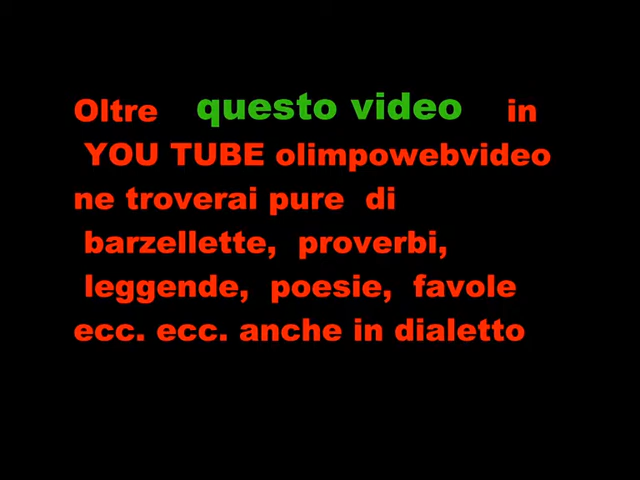 Oltre questo video in
YOU TUBE olimpowebvideo
ne troverai pure di
barzellette, proverbi,
leggende, poesie, favole
ecc. ecc. anche in dialetto